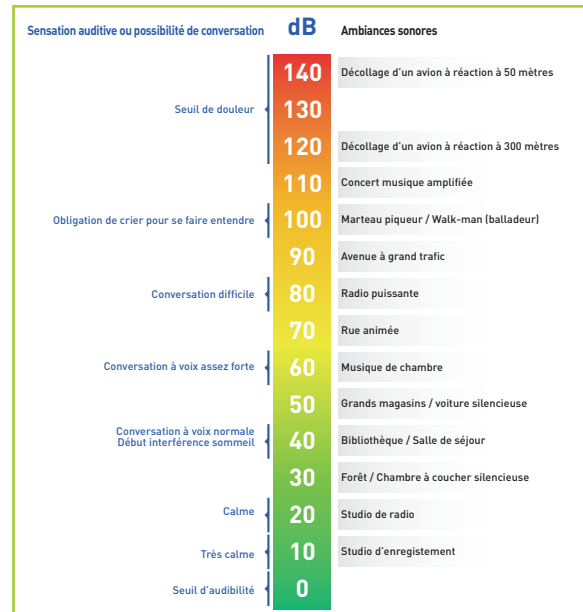 Sensation auditive ou possibilité de conversation dB Ambiances sonores
140 Décollage d'un avion à réaction à 50 mètres
Seuil de douleur 130
120 Décollage d'un avion à réaction à 300 mètres
110 Concert musique amplifiée
Obligation de crier pour se faire entendre 100 Marteau piqueur / Walk-man (balladeur)
90 Avenue à grand trafic
Conversation difficile 80 Radio puissante
70 Rue animée
Conversation à voix assez forte 60 Musique de chambre
50 Grands magasins / voiture silencieuse
Conversation à voix normale
Début interférence sommeil 40 Bibliothèque / Salle de séjour
30 Forêt / Chambre à coucher silencieuse
Calme 20 Studio de radio
Très calme 10 Studio d'enregistement
Seuil d'audibilité 0